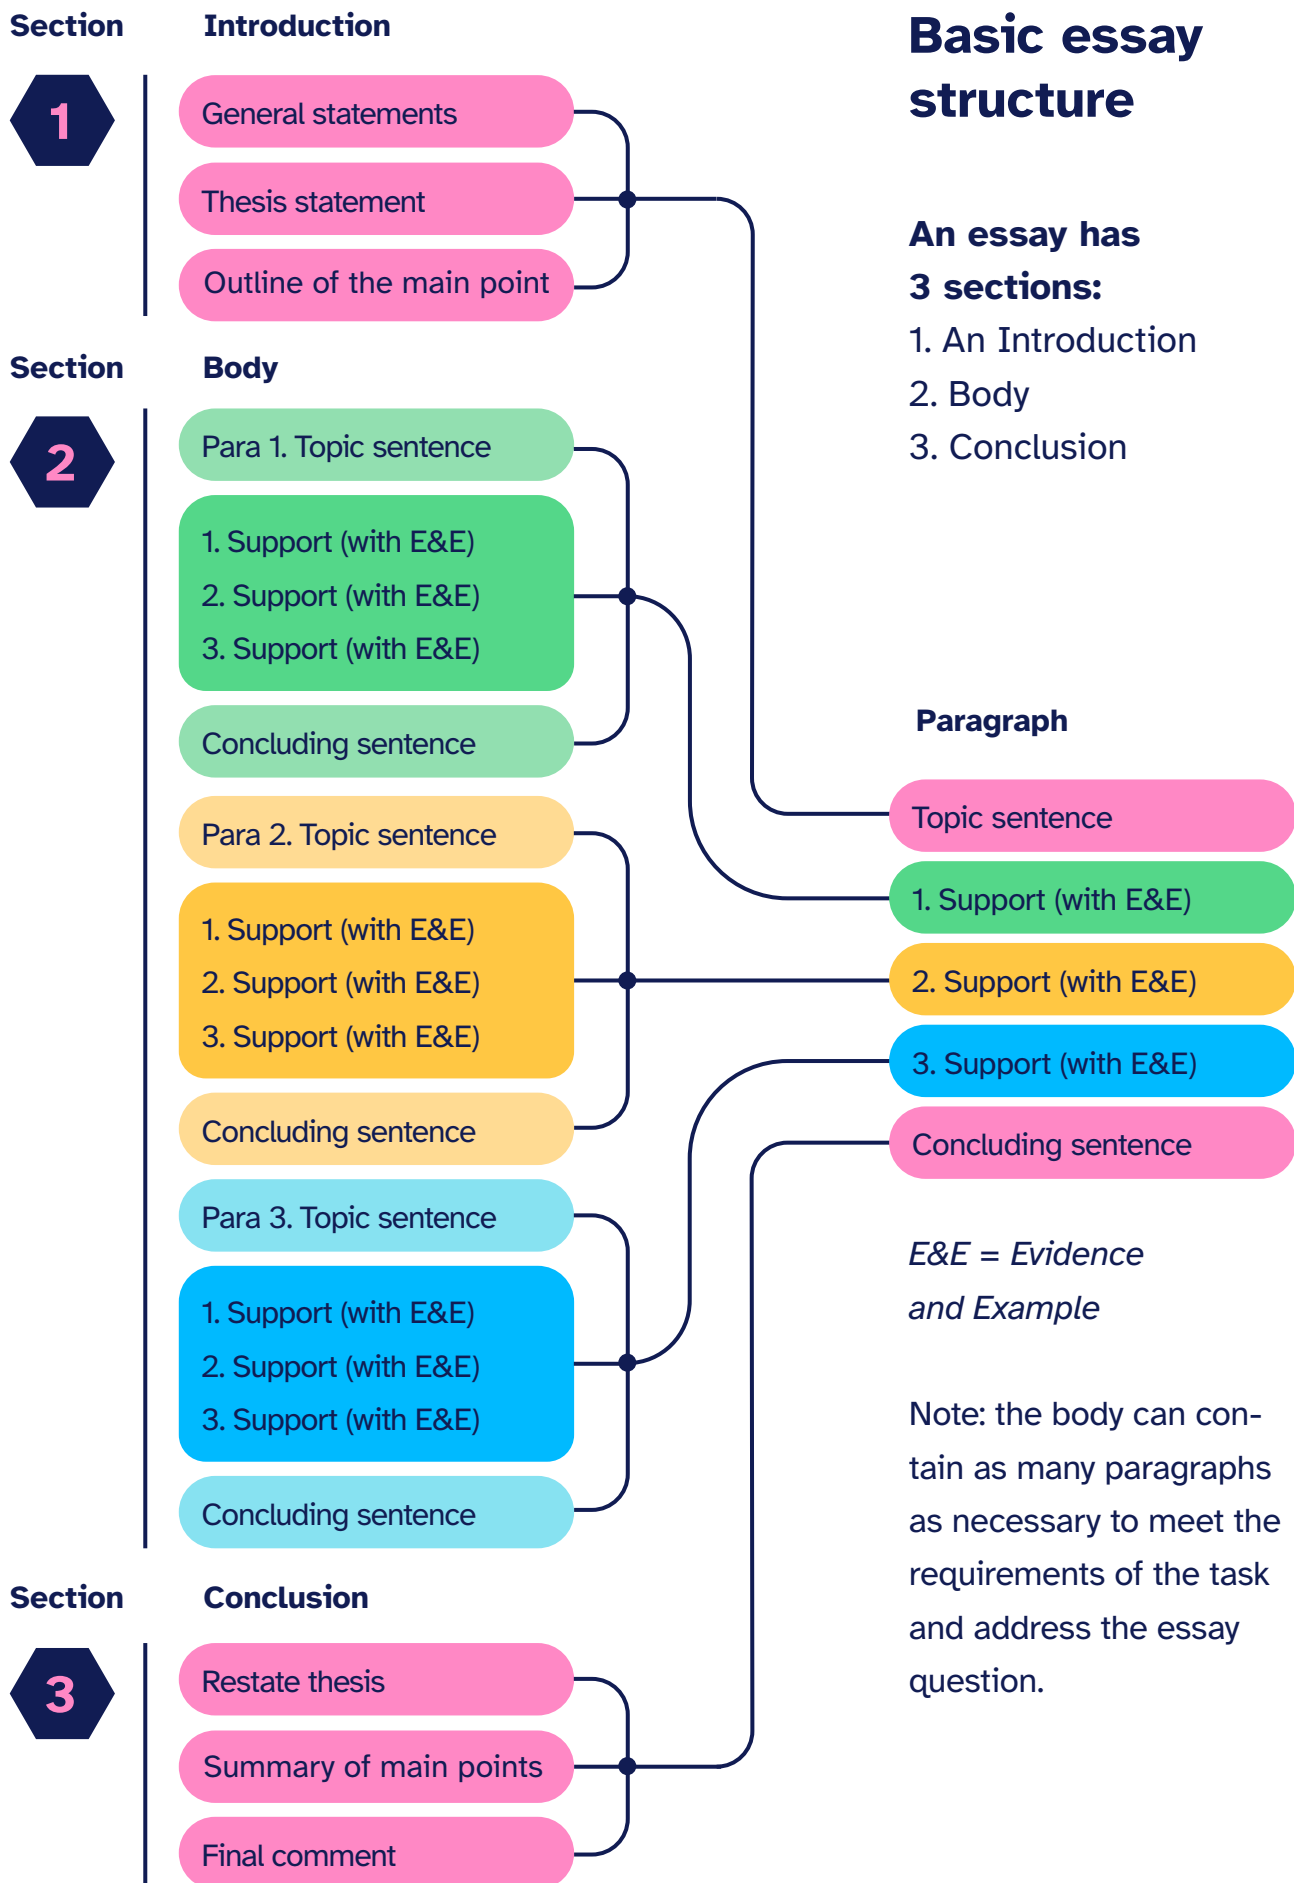 Section
Introduction
1
General statements
Thesis statement
Outline of the main point
Section
Body
2
Para 1. Topic sentence
1. Support (with E&E)
2. Support (with E&E)
3. Support (with E&E)
Concluding sentence
Para 2. Topic sentence
1. Support (with E&E)
2. Support (with E&E)
3. Support (with E&E)
Concluding sentence
Para 3. Topic sentence
1. Support (with E&E)
2. Support (with E&E)
3. Support (with E&E)
Concluding sentence
Section
Conclusion
3
Restate thesis
Summary of main points
Final comment
Basic essay
structure
An essay has
3 sections:
1. An Introduction
2. Body
3. Conclusion
Paragraph
Topic sentence
1. Support (with E&E)
2. Support (with E&E)
3. Support (with E&E)
Concluding sentence
E&E = Evidence
and Example
Note: the body can con-
tain as many paragraphs
as necessary to meet the
requirements of the task
and address the essay
question.